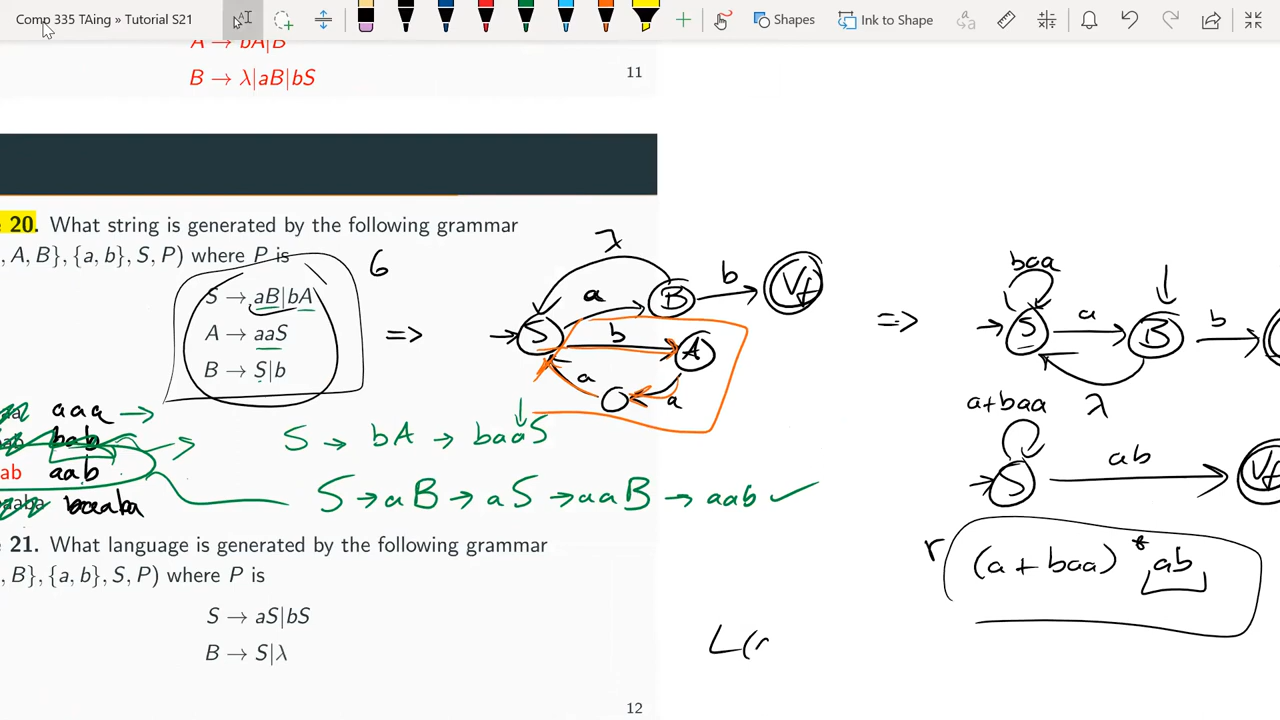 Comp 335 TAing » Tutorial S21
Shapes
Ink to Shape
A → bA|B
B → λ|aB|bS
11
20. What string is generated by the following grammar
, A, B}, {a, b}, S, P) where P is
S → aB|bA
A → aaS
B → S|b
G
=>
λ
a
B
b
Vf
S
b
A
a
a
=>
baa
S
a
B
b
λ
aaa →
bab
ab aab
baaba
S → bA → baaS
S → aB → aS → aaB → aab ✓
a+baa
S
ab
Vf
r (a + baa)* ab
L(r
21. What language is generated by the following grammar
, B}, {a, b}, S, P) where P is
S → aS|bS
B → S|λ
12